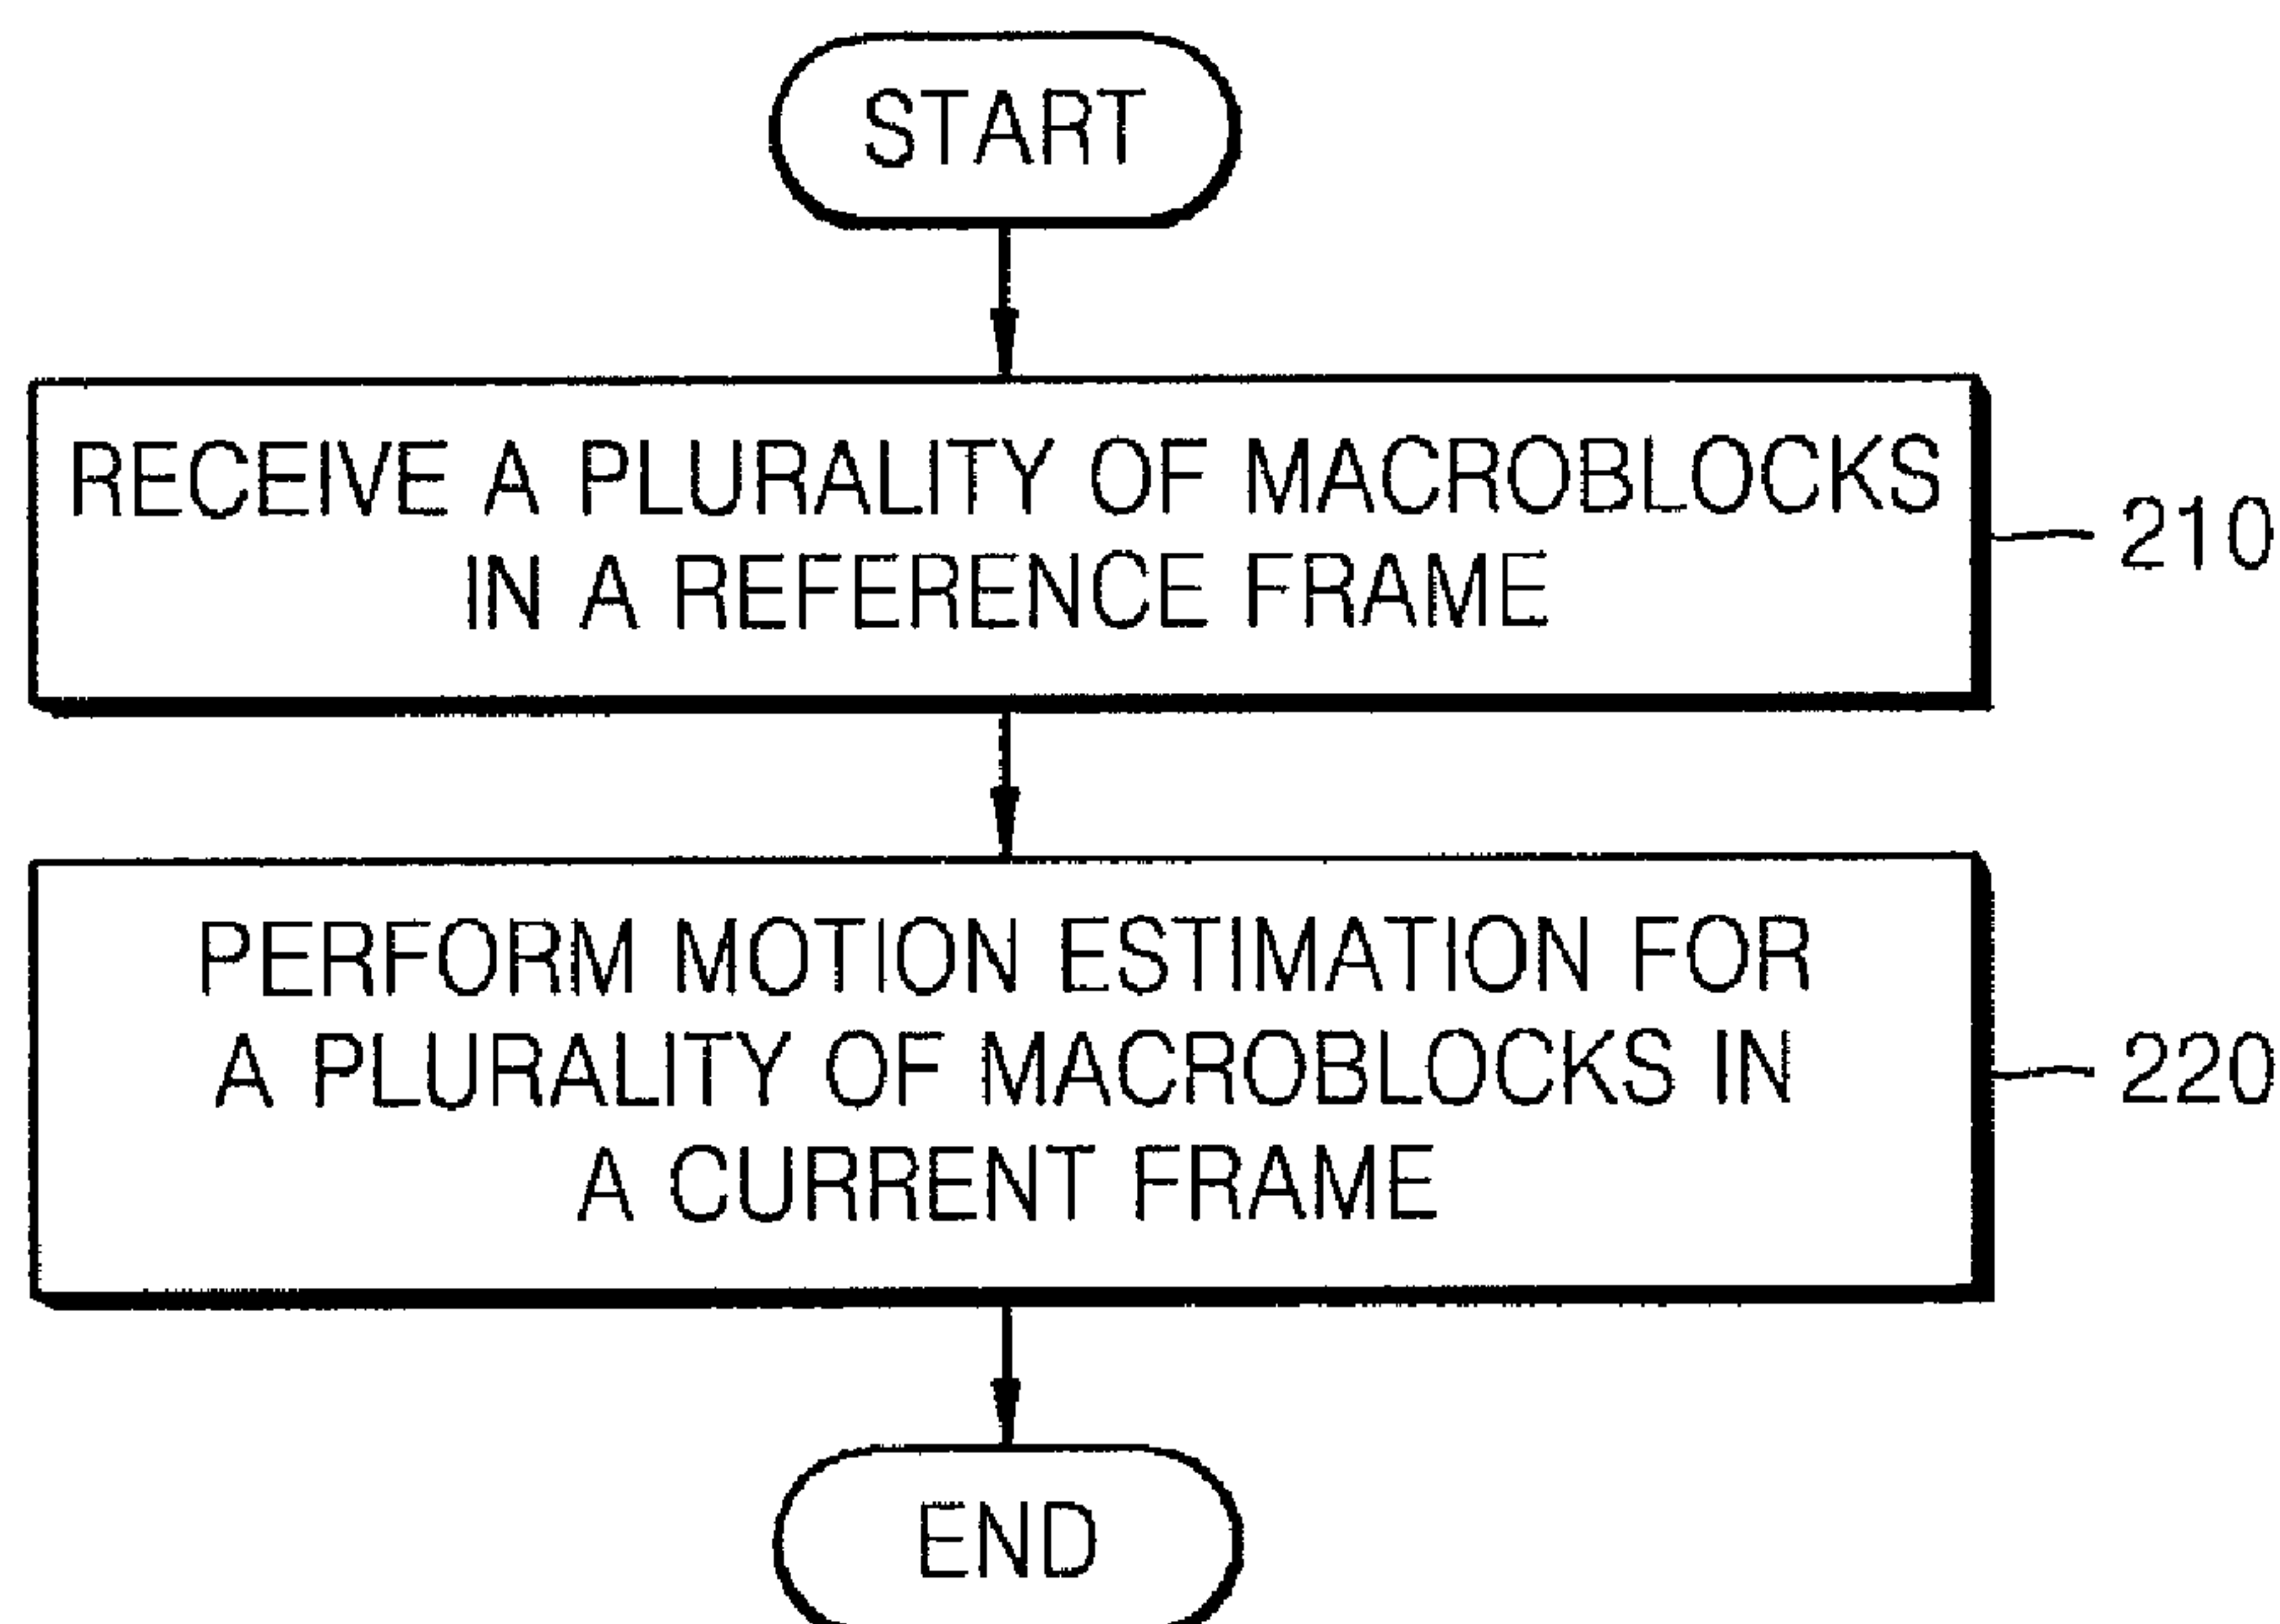 START
RECEIVE A PLURALITY OF MACROBLOCKS
IN A REFERENCE FRAME
210
PERFORM MOTION ESTIMATION FOR
A PLURALITY OF MACROBLOCKS IN
A CURRENT FRAME
220
END